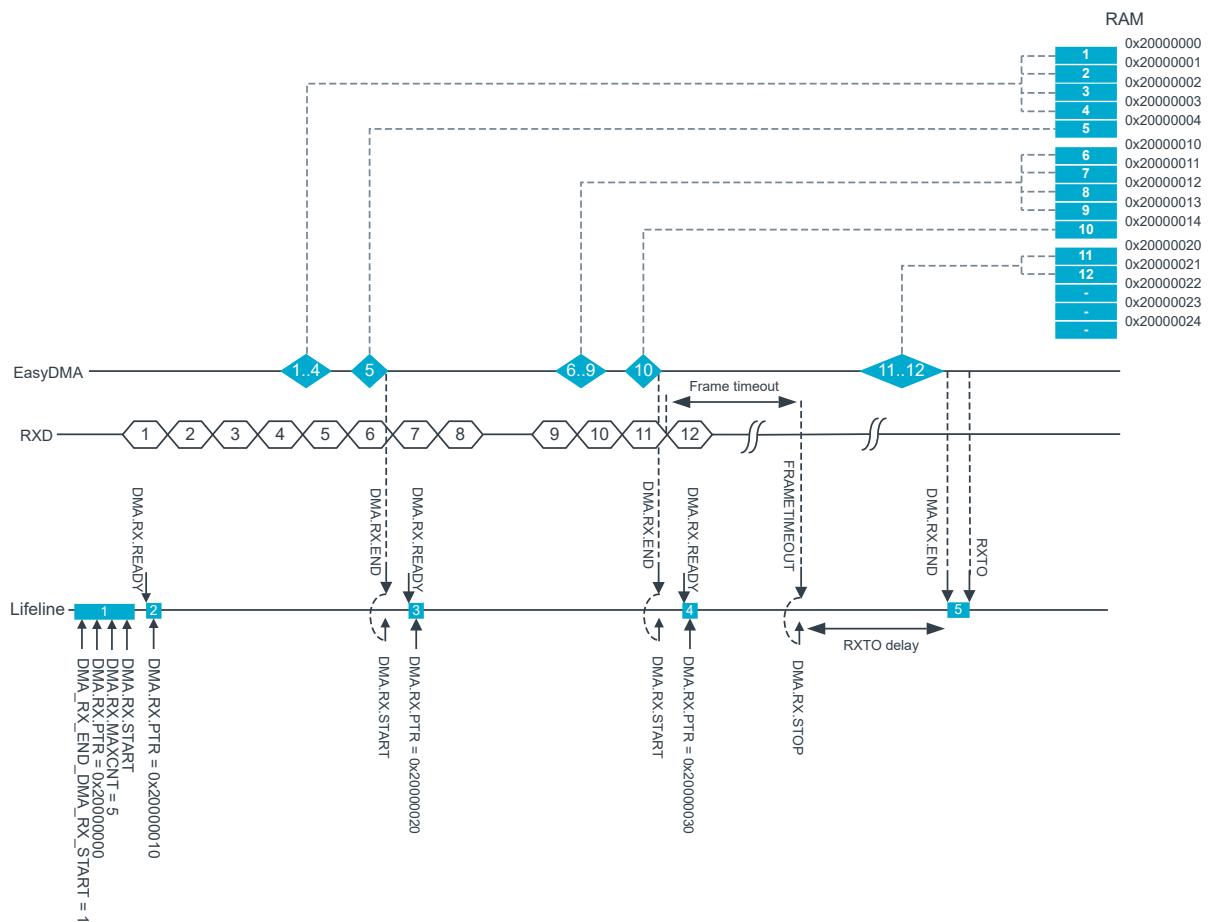 RAM
0x20000000
1
0x20000001
2
0x20000002
3
0x20000003
4
0x20000004
5
0x20000010
6
0x20000011
7
0x20000012
8
0x20000013
9
0x20000014
10
0x20000020
11
0x20000021
12
0x20000022
-
0x20000023
-
0x20000024
-
EasyDMA
1..4
5
6..9
10
11..12
Frame timeout
RXD
1
2
3
4
5
6
7
8
9
10
11
12
DMA.RX.READY
DMA.RX.END
DMA.RX.READY
DMA.RX.END
DMA.RX.READY
FRAMETIMEOUT
DMA.RX.END
RXTO
Lifeline
1
2
3
4
5
RXTO delay
DMA_RX_END_DMA_RX_START = 1
DMA.RX.PTR = 0x20000000
DMA.RX.MAXCNT = 5
DMA.RX.START
DMA.RX.PTR = 0x20000010
DMA.RX.START
DMA.RX.PTR = 0x20000020
DMA.RX.START
DMA.RX.PTR = 0x20000030
DMA.RX.STOP